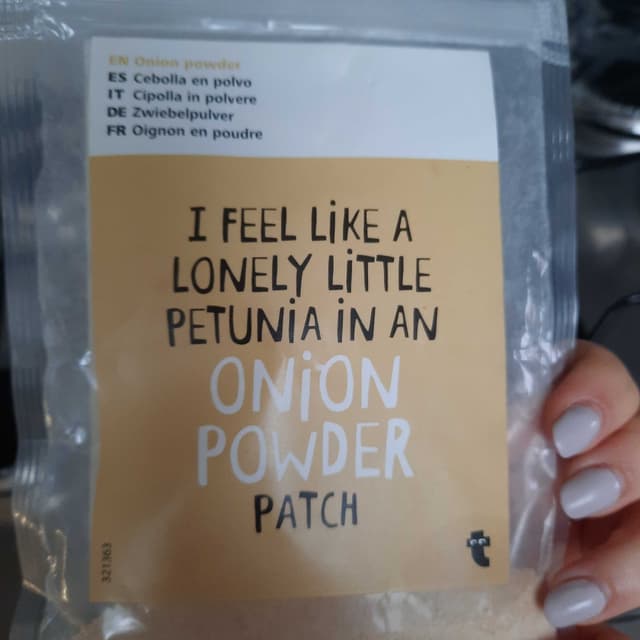 EN Onion powder
ES Cebolla en polvo
IT Cipolla in polvere
DE Zwiebelpulver
FR Oignon en poudre
I FEEL LiKE A
LONELY LiTTLE
PETUNiA iN AN
ONiON
POWDER
PATCH
321363
t